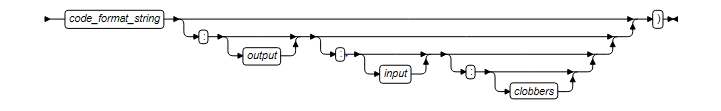 code_format_string )
: output : input : clobbers